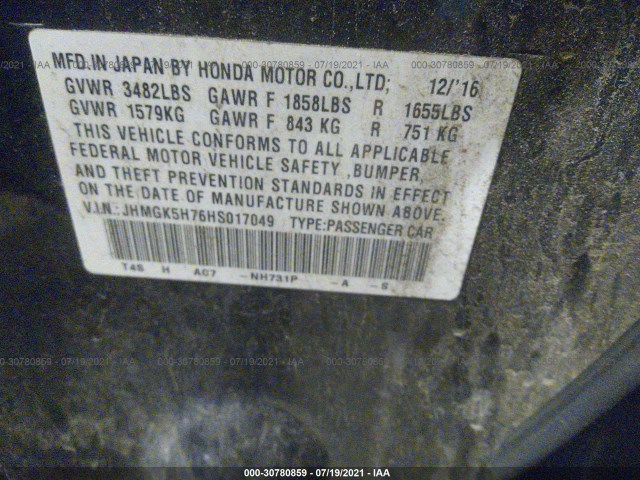 MFD.IN JAPAN BY HONDA MOTOR CO.,LTD; 12/'16
GVWR 3482LBS GAWR F 1858LBS R 1655LBS
GVWR 1579KG GAWR F 843 KG R 751 KG
THIS VEHICLE CONFORMS TO ALL APPLICABLE
FEDERAL MOTOR VEHICLE SAFETY ,BUMPER,
AND THEFT PREVENTION STANDARDS IN EFFECT
ON THE DATE OF MANUFACTURE SHOWN ABOVE.
V.I.N.: JHMGK5H76HS017049 TYPE:PASSENGER CAR
T4S H AC7 -NH731P -A -S
000-30780859 - 07/19/2021 - IAA